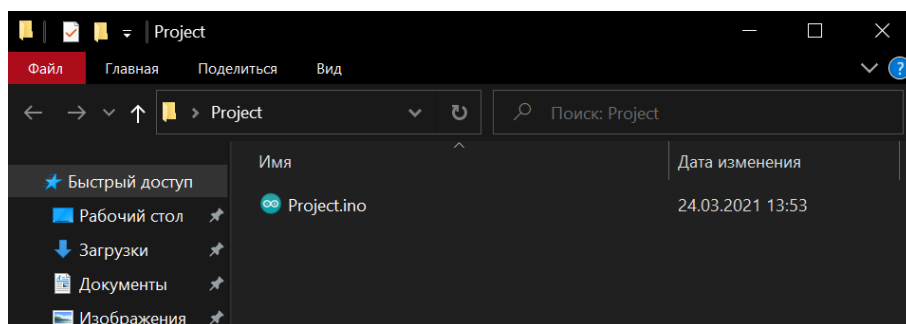 Project
Файл Главная Поделиться Вид
Project Поиск: Project
Имя Дата изменения
Быстрый доступ
Рабочий стол
Project.ino 24.03.2021 13:53
Загрузки
Документы
Изображения